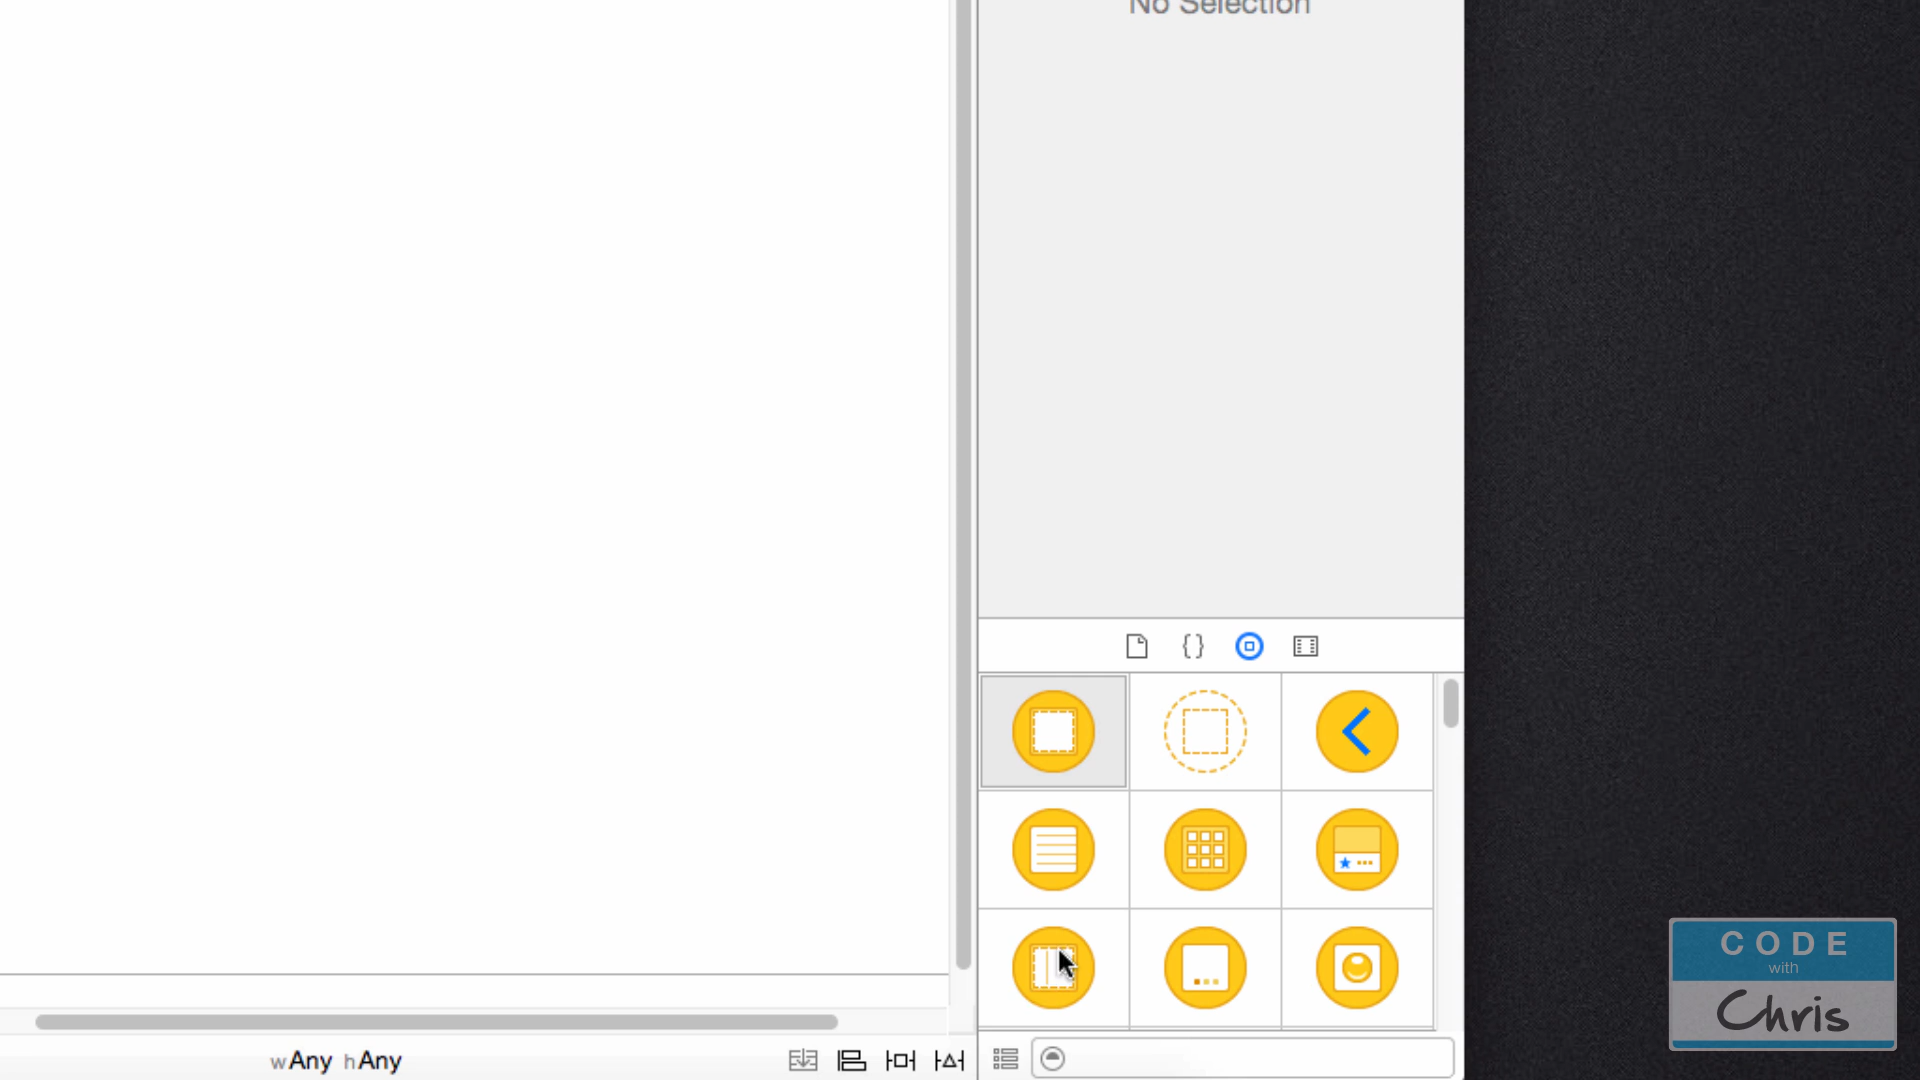 No Selection
{ }
wAny hAny
CODE
with
Chris